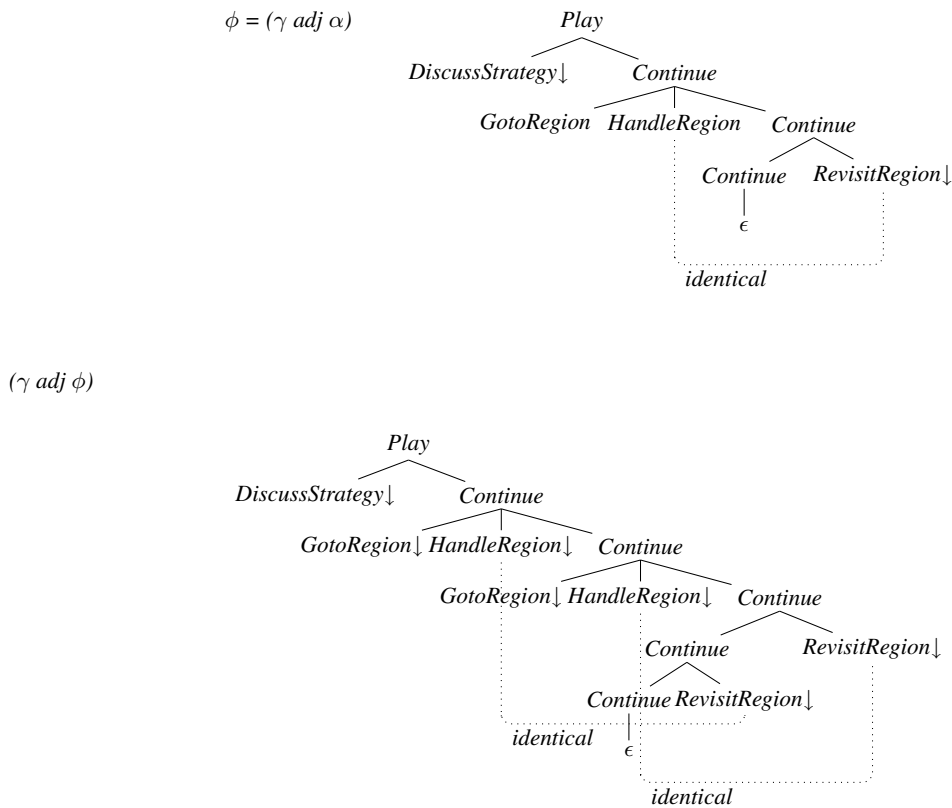 ϕ = (γ adj α)
Play
DiscussStrategy↓ Continue
GotoRegion HandleRegion Continue
Continue RevisitRegion↓
ϵ
identical
(γ adj ϕ)
Play
DiscussStrategy↓ Continue
GotoRegion↓ HandleRegion↓ Continue
GotoRegion↓ HandleRegion↓ Continue
Continue RevisitRegion↓
Continue RevisitRegion↓
identical ϵ
identical